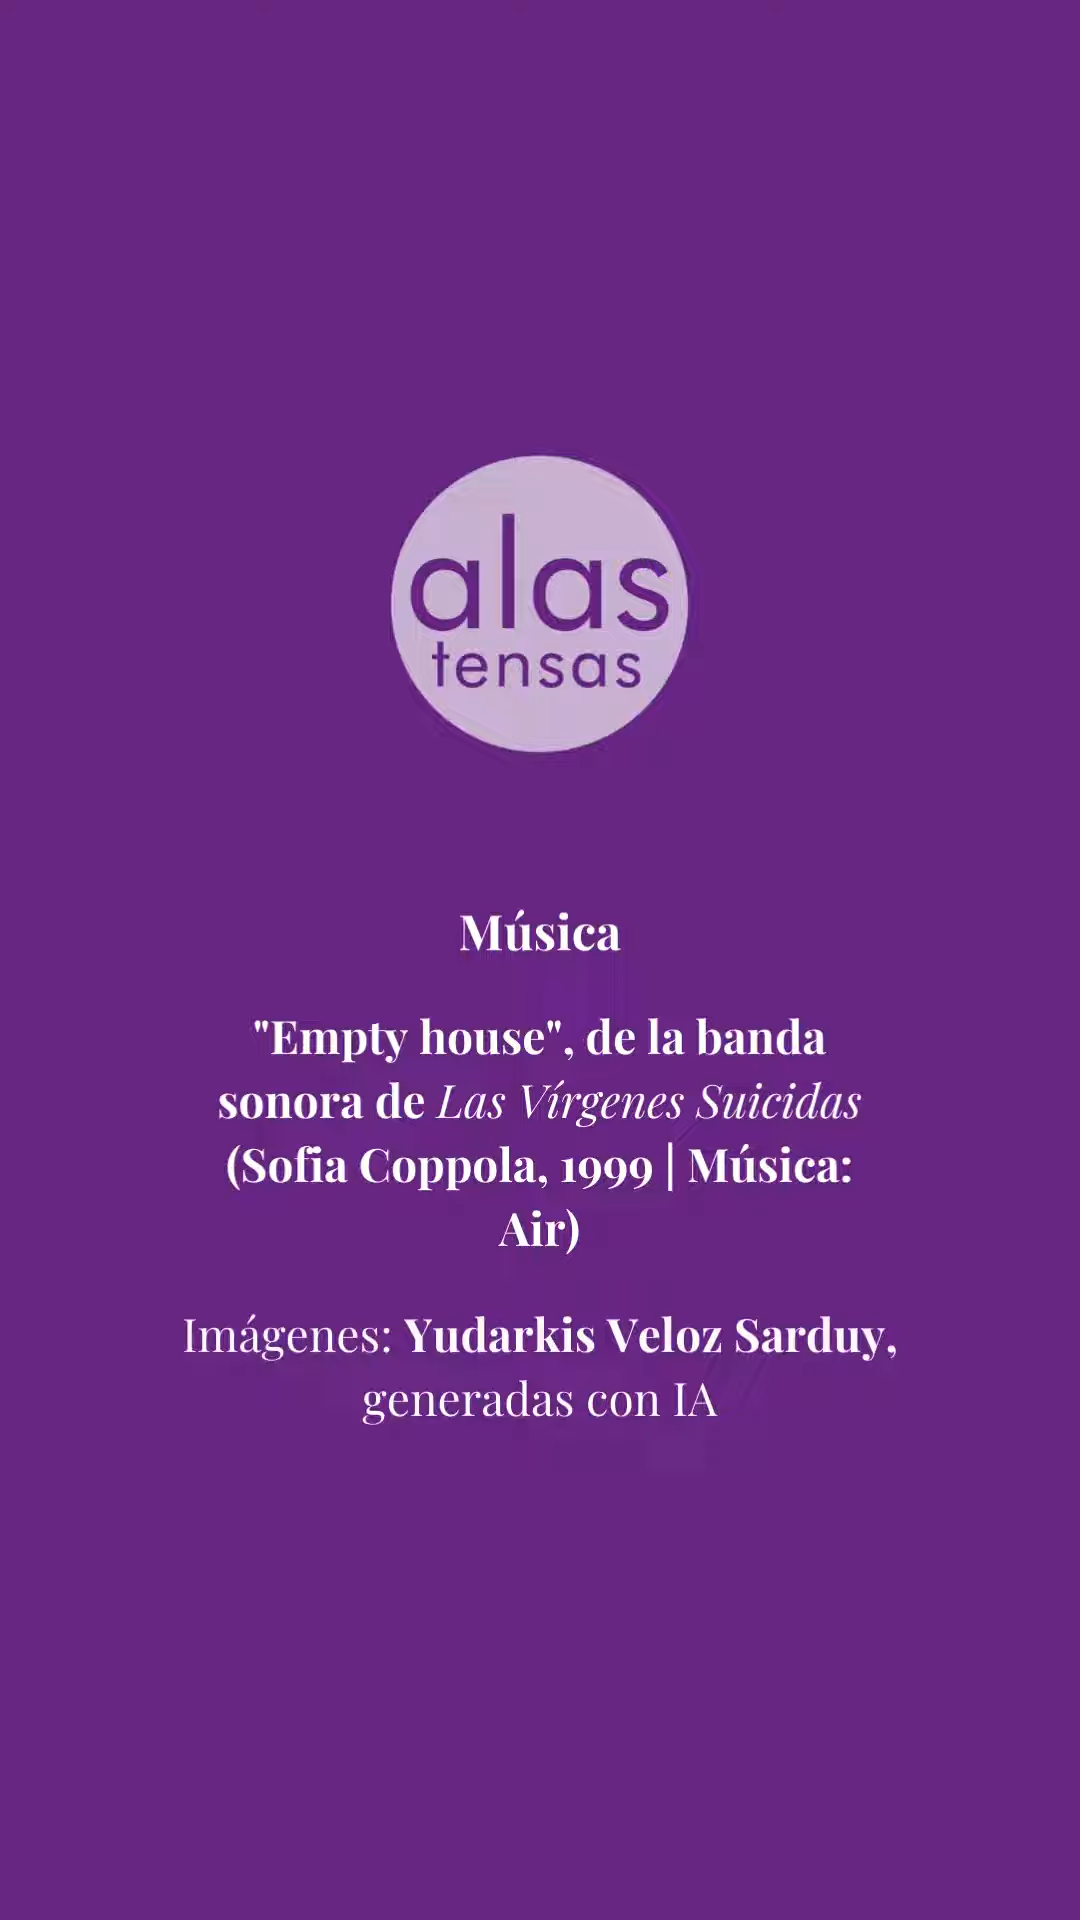 alas
tensas
Música
"Empty house", de la banda
sonora de Las Vírgenes Suicidas
(Sofia Coppola, 1999 | Música:
Air)
Imágenes: Yudarkis Veloz Sarduy,
generadas con IA